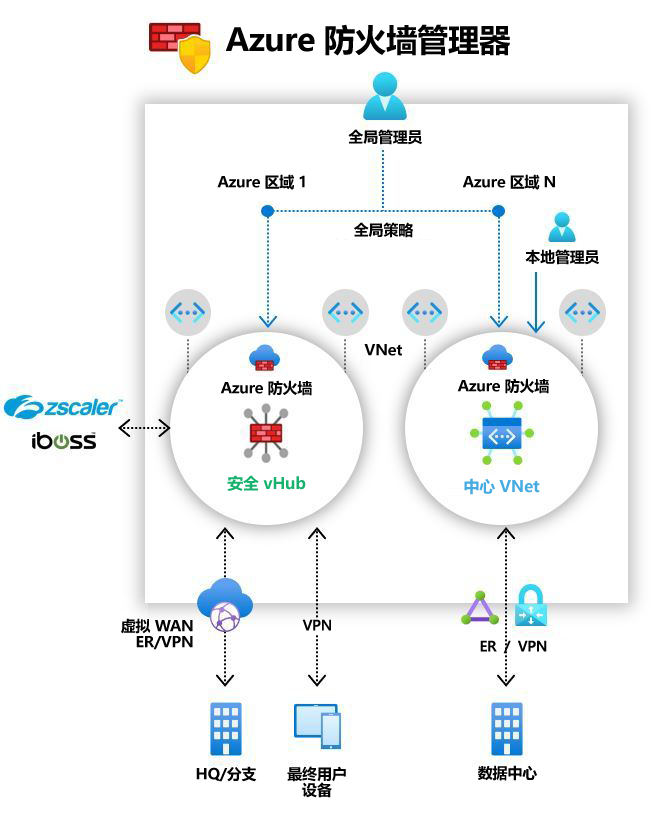 Azure 防火墙管理器
全局管理员
Azure 区域 1
Azure 区域 N
全局策略
本地管理员
VNet
Azure 防火墙
Azure 防火墙
zscaler™
iboss
安全 vHub
中心 VNet
虚拟 WAN
ER/VPN
VPN
ER / VPN
HQ/分支
最终用户
设备
数据中心